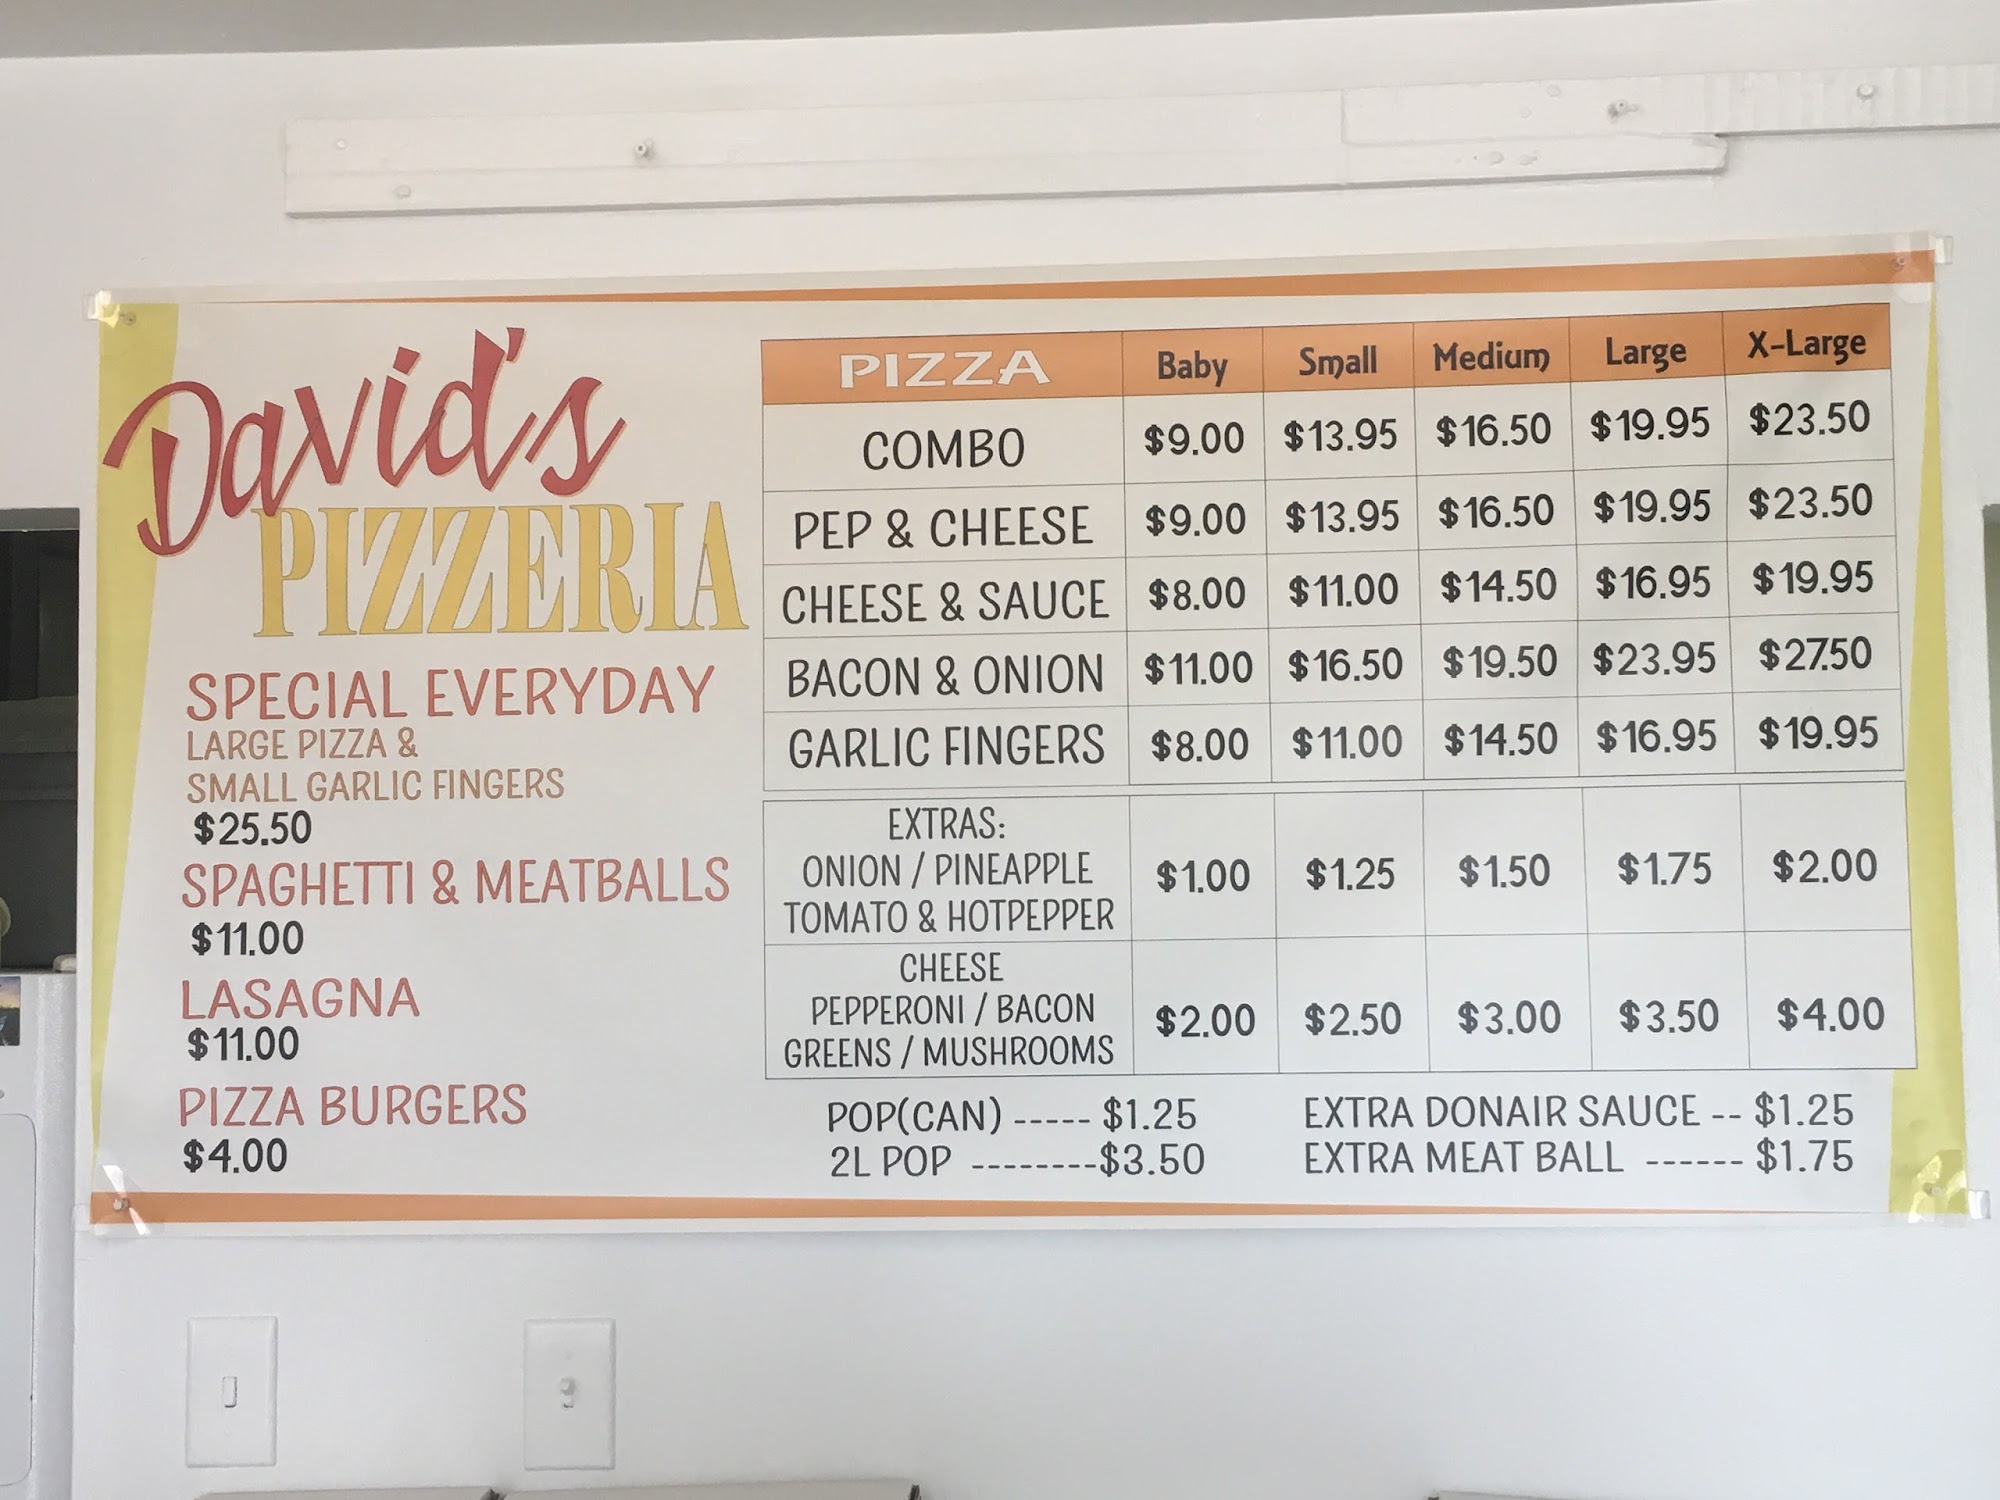 David's
PIZZERIA
SPECIAL EVERYDAY
LARGE PIZZA &
SMALL GARLIC FINGERS
$25.50
SPAGHETTI & MEATBALLS
$11.00
LASAGNA
$11.00
PIZZA BURGERS
$4.00
PIZZA Baby Small Medium Large X-Large
COMBO $9.00 $13.95 $16.50 $19.95 $23.50
PEP & CHEESE $9.00 $13.95 $16.50 $19.95 $23.50
CHEESE & SAUCE $8.00 $11.00 $14.50 $16.95 $19.95
BACON & ONION $11.00 $16.50 $19.50 $23.95 $27.50
GARLIC FINGERS $8.00 $11.00 $14.50 $16.95 $19.95
EXTRAS:
ONION / PINEAPPLE $1.00 $1.25 $1.50 $1.75 $2.00
TOMATO & HOTPEPPER
CHEESE
PEPPERONI / BACON $2.00 $2.50 $3.00 $3.50 $4.00
GREENS / MUSHROOMS
POP(CAN) ----- $1.25 EXTRA DONAIR SAUCE -- $1.25
2L POP --------$3.50 EXTRA MEAT BALL ------ $1.75